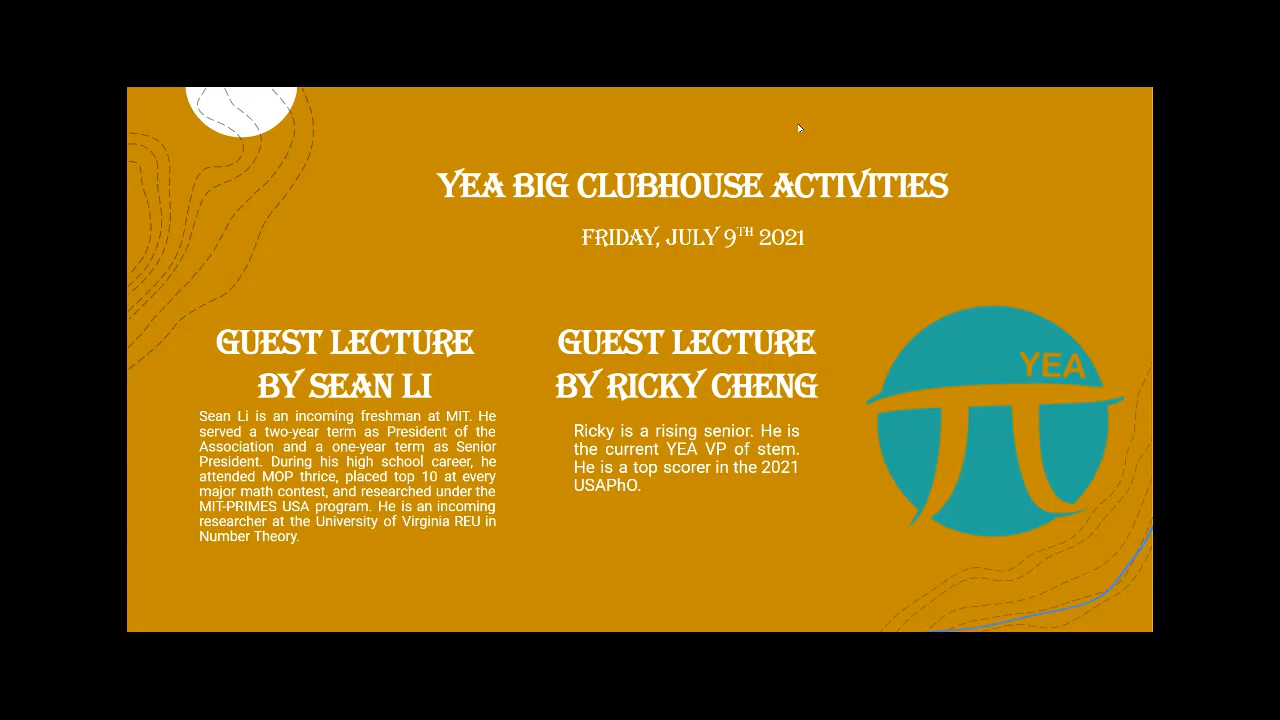 YEA BIG CLUBHOUSE ACTIVITIES
FRIDAY, JULY 9TH 2021
GUEST LECTURE
BY SEAN LI
Sean Li is an incoming freshman at MIT. He
served a two-year term as President of the
Association and a one-year term as Senior
President. During his high school career, he
attended MOP thrice, placed top 10 at every
major math contest, and researched under the
MIT-PRIMES USA program. He is an incoming
researcher at the University of Virginia REU in
Number Theory.
GUEST LECTURE
BY RICKY CHENG
Ricky is a rising senior. He is
the current YEA VP of stem.
He is a top scorer in the 2021
USAPhO.
YEA